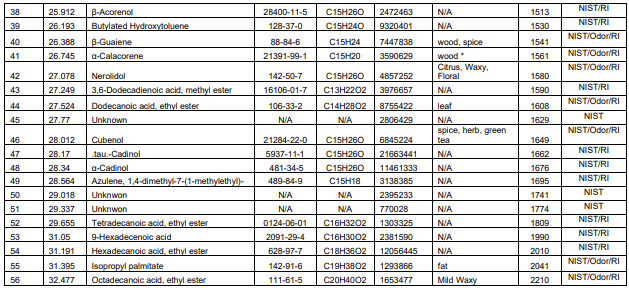 38 25.912 β-Acorenol 28400-11-5 C15H26O 2472463 N/A 1513 NIST/RI
39 26.193 Butylated Hydroxytoluene 128-37-0 C15H24O 9320401 N/A 1530 NIST/RI
40 26.388 β-Guaiene 88-84-6 C15H24 7447838 wood, spice 1541 NIST/Odor/RI
41 26.745 α-Calacorene 21391-99-1 C15H20 3590629 wood * 1561 NIST/Odor/RI
42 27.078 Nerolidol 142-50-7 C15H26O 4857252 Citrus, Waxy, Floral 1580 NIST/Odor/RI
43 27.249 3,6-Dodecadienoic acid, methyl ester 16106-01-7 C13H22O2 3976657 N/A 1590 NIST/RI
44 27.524 Dodecanoic acid, ethyl ester 106-33-2 C14H28O2 8755422 leaf 1608 NIST/Odor/RI
45 27.77 Unknown N/A N/A 2806429 N/A 1629 NIST
46 28.012 Cubenol 21284-22-0 C15H26O 6845224 spice, herb, green tea 1649 NIST/Odor/RI
47 28.17 .tau.-Cadinol 5937-11-1 C15H26O 21663441 N/A 1662 NIST/RI
48 28.34 α-Cadinol 481-34-5 C15H26O 11461333 N/A 1676 NIST/RI
49 28.564 Azulene, 1,4-dimethyl-7-(1-methylethyl)- 489-84-9 C15H18 3138385 N/A 1695 NIST/RI
50 29.018 Unknwon N/A N/A 2395233 N/A 1741 NIST
51 29.337 Unknwon N/A N/A 770028 N/A 1774 NIST
52 29.655 Tetradecanoic acid, ethyl ester 0124-06-01 C16H32O2 1303325 N/A 1809 NIST/RI
53 31.05 9-Hexadecenoic acid 2091-29-4 C16H30O2 2381590 N/A 1990 NIST/RI
54 31.191 Hexadecanoic acid, ethyl ester 628-97-7 C18H36O2 12056445 N/A 2010 NIST/RI
55 31.395 Isopropyl palmitate 142-91-6 C19H38O2 1293866 fat 2041 NIST/Odor/RI
56 32.477 Octadecanoic acid, ethyl ester 111-61-5 C20H40O2 1653477 Mild Waxy 2210 NIST/Odor/RI